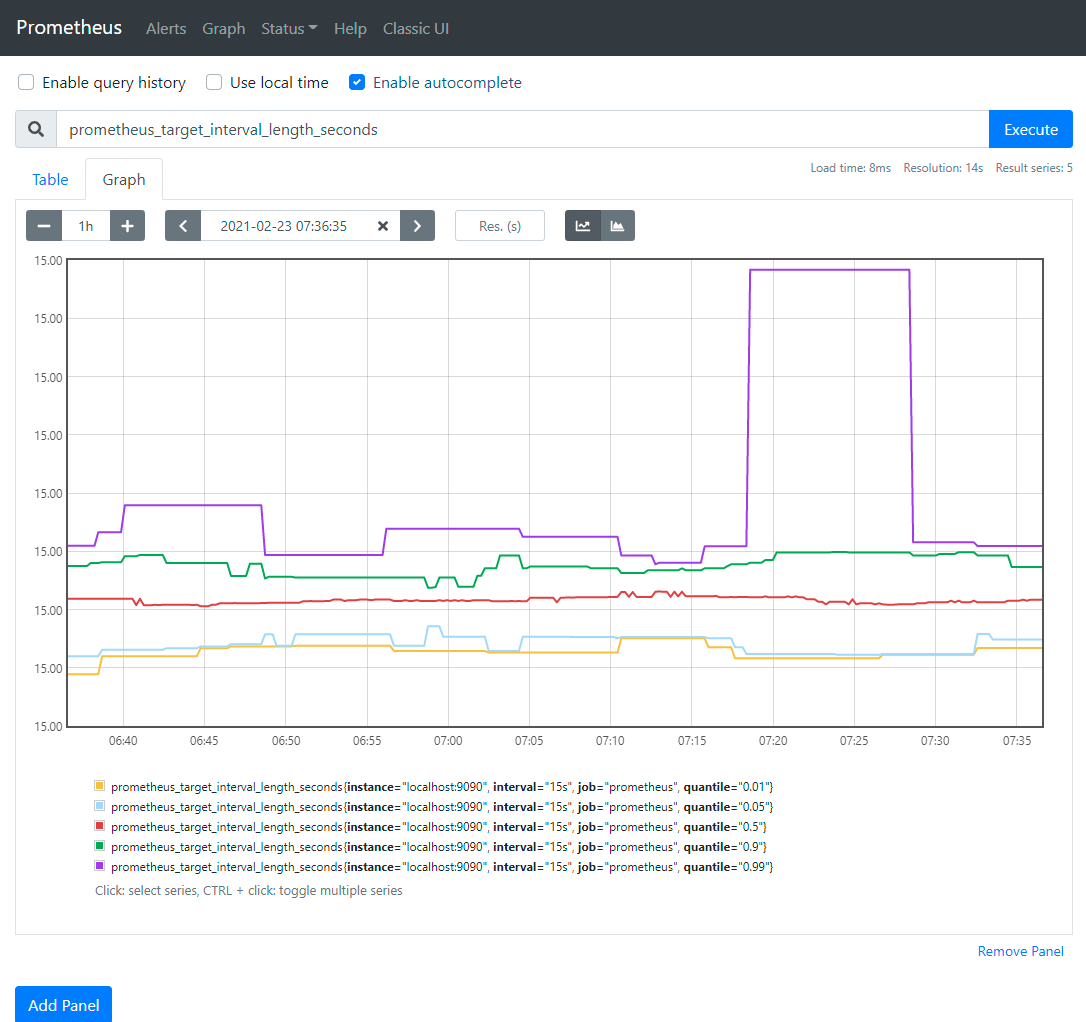 Prometheus Alerts Graph Status Help Classic UI
Enable query history Use local time Enable autocomplete
prometheus_target_interval_length_seconds Execute
Table Graph Load time: 8ms Resolution: 14s Result series: 5
1h 2021-02-23 07:36:35 Res. (s)
15.00
15.00
15.00
15.00
15.00
15.00
15.00
15.00
15.00
06:40 06:45 06:50 06:55 07:00 07:05 07:10 07:15 07:20 07:25 07:30 07:35
prometheus_target_interval_length_seconds{instance="localhost:9090", interval="15s", job="prometheus", quantile="0.01"}
prometheus_target_interval_length_seconds{instance="localhost:9090", interval="15s", job="prometheus", quantile="0.05"}
prometheus_target_interval_length_seconds{instance="localhost:9090", interval="15s", job="prometheus", quantile="0.5"}
prometheus_target_interval_length_seconds{instance="localhost:9090", interval="15s", job="prometheus", quantile="0.9"}
prometheus_target_interval_length_seconds{instance="localhost:9090", interval="15s", job="prometheus", quantile="0.99"}
Click: select series, CTRL + click: toggle multiple series
Remove Panel
Add Panel